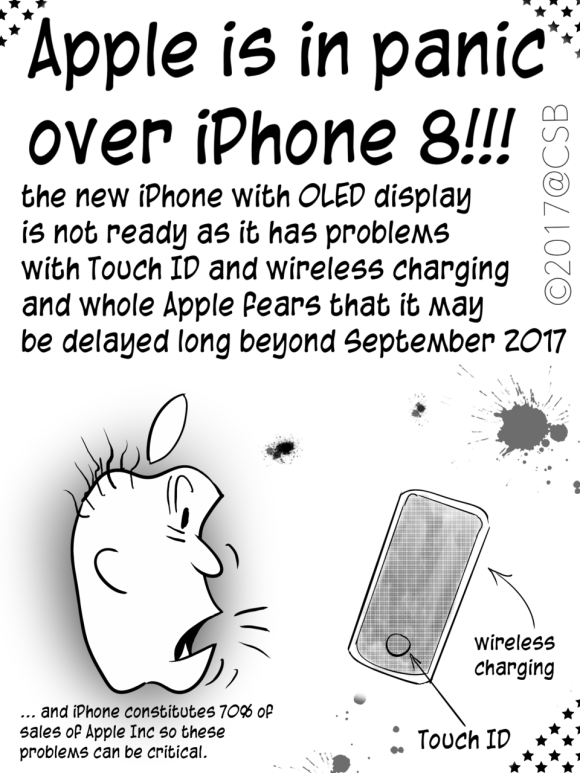 Apple is in panic
over iPhone 8!!!
the new iPhone with OLED display
is not ready as it has problems
with Touch ID and wireless charging
and whole Apple fears that it may
be delayed long beyond September 2017
©2017@CSB
wireless
charging
Touch ID
... and iPhone constitutes 70% of
sales of Apple Inc so these
problems can be critical.